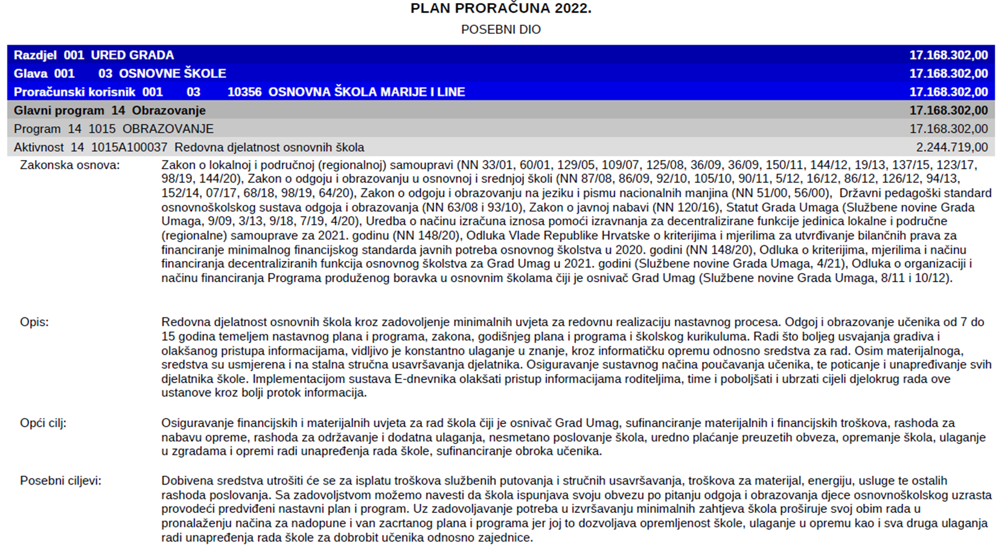 PLAN PRORAČUNA 2022.
POSEBNI DIO
Razdjel 001 URED GRADA 17.168.302,00
Glava 001 03 OSNOVNE ŠKOLE 17.168.302,00
Proračunski korisnik 001 03 10356 OSNOVNA ŠKOLA MARIJE I LINE 17.168.302,00
Glavni program 14 Obrazovanje 17.168.302,00
Program 14 1015 OBRAZOVANJE 17.168.302,00
Aktivnost 14 1015A100037 Redovna djelatnost osnovnih škola 2.244.719,00
Zakonska osnova: Zakon o lokalnoj i područnoj (regionalnoj) samoupravi (NN 33/01, 60/01, 129/05, 109/07, 125/08, 36/09, 36/09, 150/11, 144/12, 19/13, 137/15, 123/17,
98/19, 144/20), Zakon o odgoju i obrazovanju u osnovnoj i srednjoj školi (NN 87/08, 86/09, 92/10, 105/10, 90/11, 5/12, 16/12, 86/12, 126/12, 94/13,
152/14, 07/17, 68/18, 98/19, 64/20), Zakon o odgoju i obrazovanju na jeziku i pismu nacionalnih manjina (NN 51/00, 56/00), Državni pedagoški standard
osnovnoškolskog sustava odgoja i obrazovanja (NN 63/08 i 93/10), Zakon o javnoj nabavi (NN 120/16), Statut Grada Umaga (Službene novine Grada
Umaga, 9/09, 3/13, 9/18, 7/19, 4/20), Uredba o načinu izračuna iznosa pomoći izravnanja za decentralizirane funkcije jedinica lokalne i područne
(regionalne) samouprave za 2021. godinu (NN 148/20), Odluka Vlade Republike Hrvatske o kriterijima i mjerilima za utvrđivanje bilančnih prava za
financiranje minimalnog financijskog standarda javnih potreba osnovnog školstva u 2020. godini (NN 148/20), Odluka o kriterijima, mjerilima i načinu
financiranja decentraliziranih funkcija osnovnog školstva za Grad Umag u 2021. godini (Službene novine Grada Umaga, 4/21), Odluka o organizaciji i
načinu financiranja Programa produženog boravka u osnovnim školama čiji je osnivač Grad Umag (Službene novine Grada Umaga, 8/11 i 10/12).
Opis: Redovna djelatnost osnovnih škola kroz zadovoljenje minimalnih uvjeta za redovnu realizaciju nastavnog procesa. Odgoj i obrazovanje učenika od 7 do
15 godina temeljem nastavnog plana i programa, zakona, godišnjeg plana i programa i školskog kurikuluma. Radi što boljeg usvajanja gradiva i
olakšanog pristupa informacijama, vidljivo je konstantno ulaganje u znanje, kroz informatičku opremu odnosno sredstva za rad. Osim materijalnoga,
sredstva su usmjerena i na stalna stručna usavršavanja djelatnika. Osiguravanje sustavnog načina poučavanja učenika, te poticanje i unapređivanje svih
djelatnika škole. Implementacijom sustava E-dnevnika olakšati pristup informacijama roditeljima, time i poboljšati i ubrzati cijeli djelokrug rada ove
ustanove kroz bolji protok informacija.
Opći cilj: Osiguravanje financijskih i materijalnih uvjeta za rad škola čiji je osnivač Grad Umag, sufinanciranje materijalnih i financijskih troškova, rashoda za
nabavu opreme, rashoda za održavanje i dodatna ulaganja, nesmetano poslovanje škola, uredno plaćanje preuzetih obveza, opremanje škola, ulaganje
u zgradama i opremi radi unapređenja rada škole, sufinanciranje obroka učenika.
Posebni ciljevi: Dobivena sredstva utrošiti će se za isplatu troškova službenih putovanja i stručnih usavršavanja, troškova za materijal, energiju, usluge te ostalih
rashoda poslovanja. Sa zadovoljstvom možemo navesti da škola ispunjava svoju obvezu po pitanju odgoja i obrazovanja djece osnovnoškolskog uzrasta
provodeći predviđeni nastavni plan i program. Uz zadovoljavanje potreba u izvršavanju minimalnih zahtjeva škola proširuje svoj obim rada u
pronalaženju načina za nadopune i van zacrtanog plana i programa jer joj to dozvoljava opremljenost škole, ulaganje u opremu kao i sva druga ulaganja
radi unapređenja rada škole za dobrobit učenika odnosno zajednice.